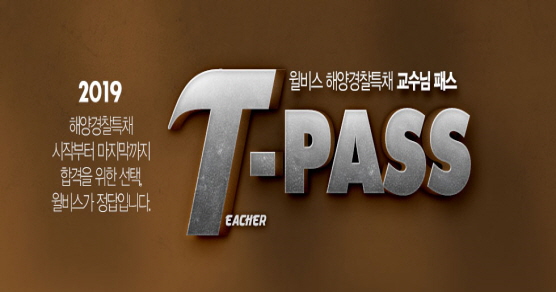 2019
해양경찰특채
시작부터 마지막까지
합격을 위한 선택,
윌비스가 정답입니다.
윌비스 해양경찰특채 교수님 패스
T-PASS
EACHER